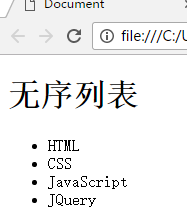 Document
file:///C:/U
无序列表
HTML
CSS
JavaScript
JQuery